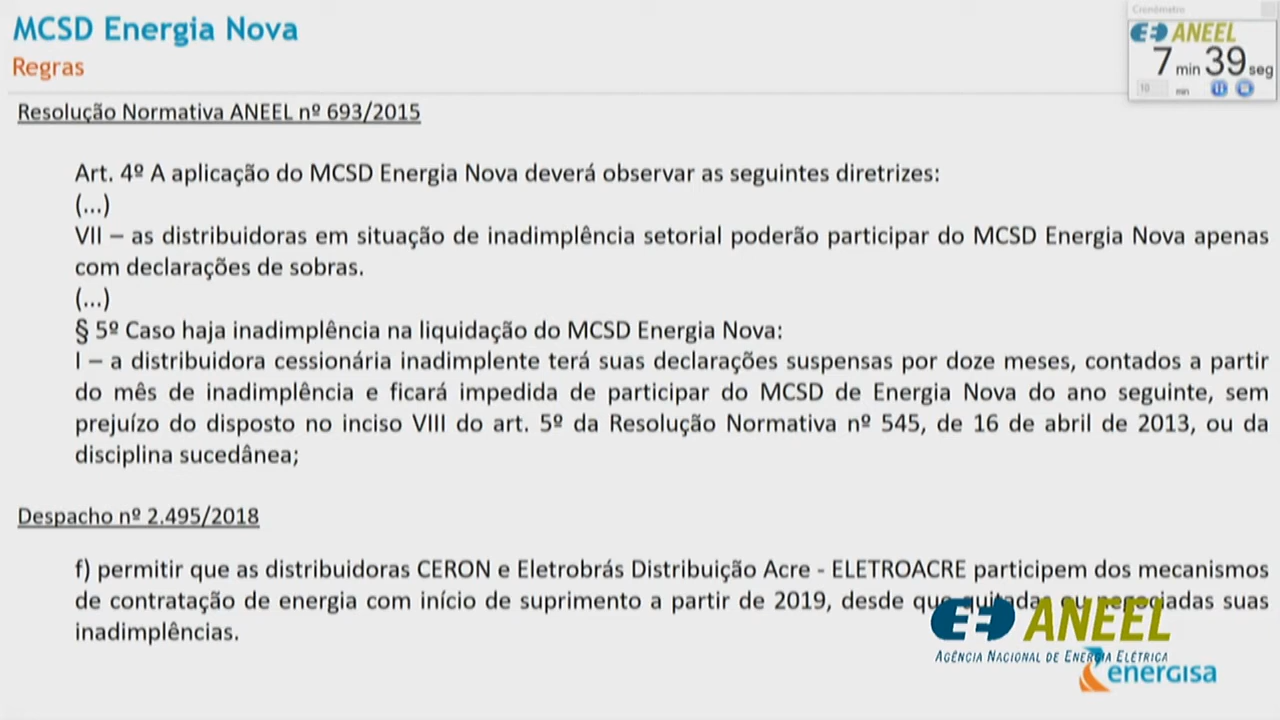 MCSD Energia Nova
Regras
Cronômetro
ANEEL
7 min 39 seg
10 min
Resolução Normativa ANEEL nº 693/2015
Art. 4º A aplicação do MCSD Energia Nova deverá observar as seguintes diretrizes:
(...)
VII – as distribuidoras em situação de inadimplência setorial poderão participar do MCSD Energia Nova apenas
com declarações de sobras.
(...)
§ 5º Caso haja inadimplência na liquidação do MCSD Energia Nova:
I – a distribuidora cessionária inadimplente terá suas declarações suspensas por doze meses, contados a partir
do mês de inadimplência e ficará impedida de participar do MCSD de Energia Nova do ano seguinte, sem
prejuízo do disposto no inciso VIII do art. 5º da Resolução Normativa nº 545, de 16 de abril de 2013, ou da
disciplina sucedânea;
Despacho nº 2.495/2018
f) permitir que as distribuidoras CERON e Eletrobrás Distribuição Acre - ELETROACRE participem dos mecanismos
de contratação de energia com início de suprimento a partir de 2019, desde que quitadas ou negociadas suas
inadimplências.
ANEEL
AGÊNCIA NACIONAL DE ENERGIA ELÉTRICA
energisa